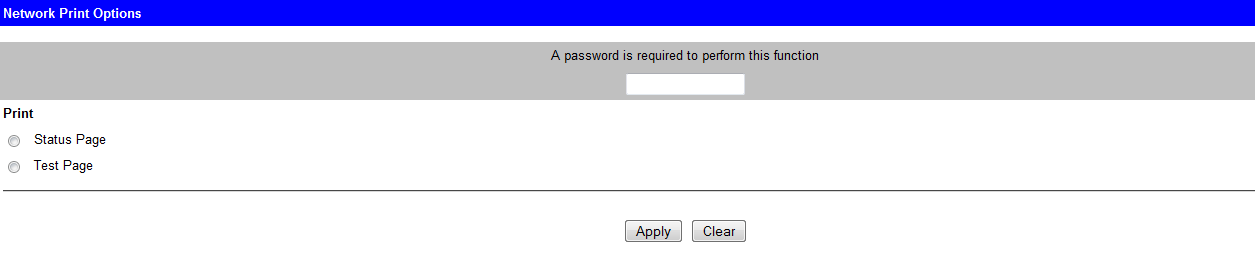 Network Print Options
A password is required to perform this function
Print
Status Page
Test Page
Apply Clear